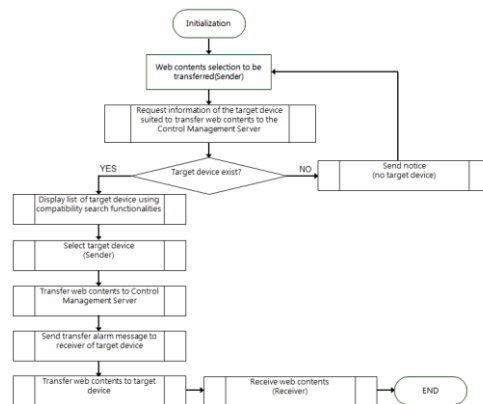 Initialization
Web contents selection to be
transferred(Sender)
Request information of the target device
suited to transfer web contents to the
Control Management Server
YES
Target device exist?
NO
Send notice
(no target device)
Display list of target device using
compatibility search functionalities
Select target device
(Sender)
Transfer web contents to Control
Management Server
Send transfer alarm message to
receiver of target device
Transfer web contents to target
device
Receive web contents
(Receiver)
END